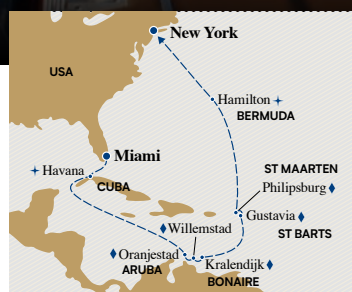 New York
USA
Hamilton
BERMUDA
Miami
ST MAARTEN
Havana
Philipsburg
CUBA
Gustavia
Willemstad
ST BARTS
Oranjestad
Kralendijk
ARUBA
BONAIRE